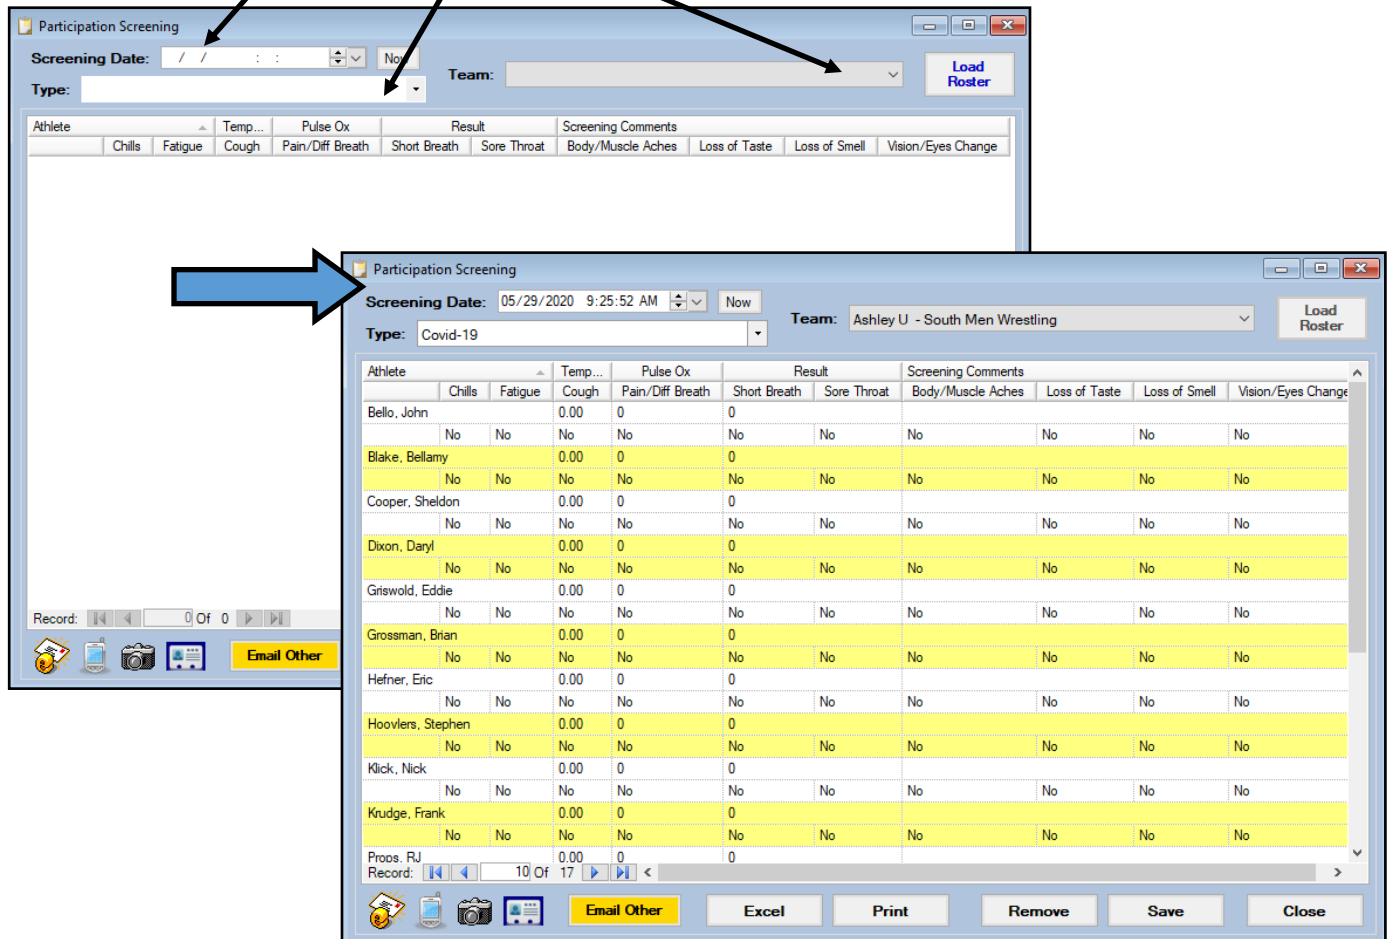 Participation Screening
Screening Date: / / : : Now
Team: Load Roster
Type:
Athlete Temp... Pulse Ox Result Screening Comments
Chills Fatigue Cough Pain/Diff Breath Short Breath Sore Throat Body/Muscle Aches Loss of Taste Loss of Smell Vision/Eyes Change
Record: 0 Of 0
Email Other
Participation Screening
Screening Date: 05/29/2020 9:25:52 AM Now
Team: Ashley U - South Men Wrestling Load Roster
Type: Covid-19
Athlete Temp... Pulse Ox Result Screening Comments
Chills Fatigue Cough Pain/Diff Breath Short Breath Sore Throat Body/Muscle Aches Loss of Taste Loss of Smell Vision/Eyes Change
Bello, John 0.00 0 0
No No No No No No No No No No
Blake, Bellamy 0.00 0 0
No No No No No No No No No No
Cooper, Sheldon 0.00 0 0
No No No No No No No No No No
Dixon, Daryl 0.00 0 0
No No No No No No No No No No
Griswold, Eddie 0.00 0 0
No No No No No No No No No No
Grossman, Brian 0.00 0 0
No No No No No No No No No No
Hefner, Eric 0.00 0 0
No No No No No No No No No No
Hoovlers, Stephen 0.00 0 0
No No No No No No No No No No
Klick, Nick 0.00 0 0
No No No No No No No No No No
Krudge, Frank 0.00 0 0
No No No No No No No No No No
Props, RJ 0.00 0 0
Record: 10 Of 17
Email Other Excel Print Remove Save Close